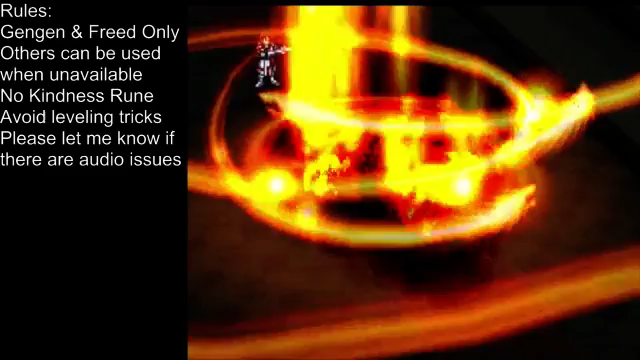 Rules:
Gengen & Freed Only
Others can be used
when unavailable
No Kindness Rune
Avoid leveling tricks
Please let me know if
there are audio issues